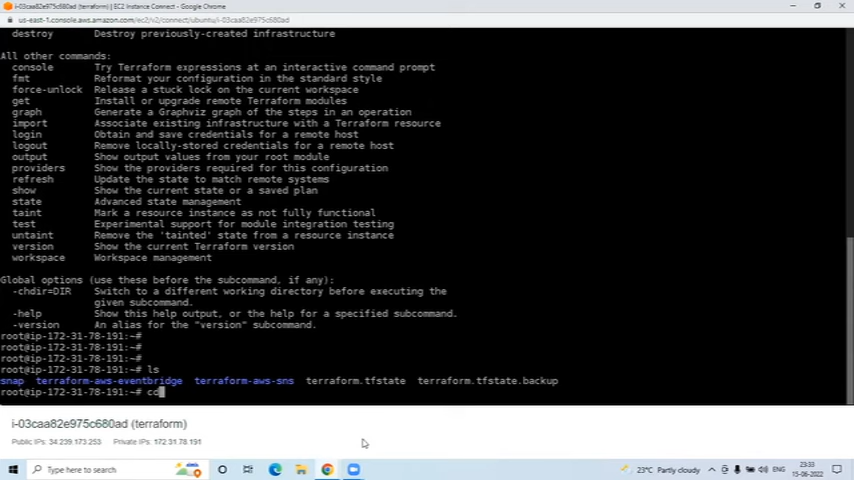 i-03caa82e975c680ad (terraform) | EC2 Instance Connect - Google Chrome
us-east-1.console.aws.amazon.com/ec2/v2/connect/ubuntu/i-03caa82e975c680ad
destroy Destroy previously-created infrastructure
All other commands:
console Try Terraform expressions at an interactive command prompt
fmt Reformat your configuration in the standard style
force-unlock Release a stuck lock on the current workspace
get Install or upgrade remote Terraform modules
graph Generate a Graphviz graph of the steps in an operation
import Associate existing infrastructure with a Terraform resource
login Obtain and save credentials for a remote host
logout Remove locally-stored credentials for a remote host
output Show output values from your root module
providers Show the providers required for this configuration
refresh Update the state to match remote systems
show Show the current state or a saved plan
state Advanced state management
taint Mark a resource instance as not fully functional
test Experimental support for module integration testing
untaint Remove the 'tainted' state from a resource instance
version Show the current Terraform version
workspace Workspace management
Global options (use these before the subcommand, if any):
-chdir=DIR Switch to a different working directory before executing the
given subcommand.
-help Show this help output, or the help for a specified subcommand.
-version An alias for the "version" subcommand.
root@ip-172-31-78-191:~#
root@ip-172-31-78-191:~#
root@ip-172-31-78-191:~#
root@ip-172-31-78-191:~# ls
snap terraform-aws-eventbridge terraform-aws-sns terraform.tfstate terraform.tfstate.backup
root@ip-172-31-78-191:~# cd
i-03caa82e975c680ad (terraform)
Public IPs: 34.239.173.253 Private IPs: 172.31.78.191
Type here to search
23°C Partly cloudy
ENG
23:33
15-06-2022